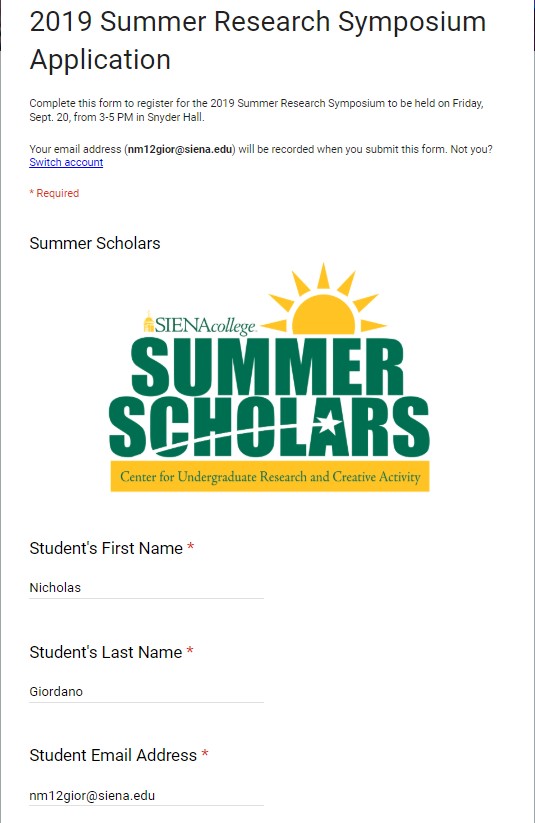 2019 Summer Research Symposium
Application
Complete this form to register for the 2019 Summer Research Symposium to be held on Friday,
Sept. 20, from 3-5 PM in Snyder Hall.
Your email address (nm12gior@siena.edu) will be recorded when you submit this form. Not you?
Switch account
* Required
Summer Scholars
SIENAcollege
SUMMER
SCHOLARS
Center for Undergraduate Research and Creative Activity
Student's First Name *
Nicholas
Student's Last Name *
Giordano
Student Email Address *
nm12gior@siena.edu